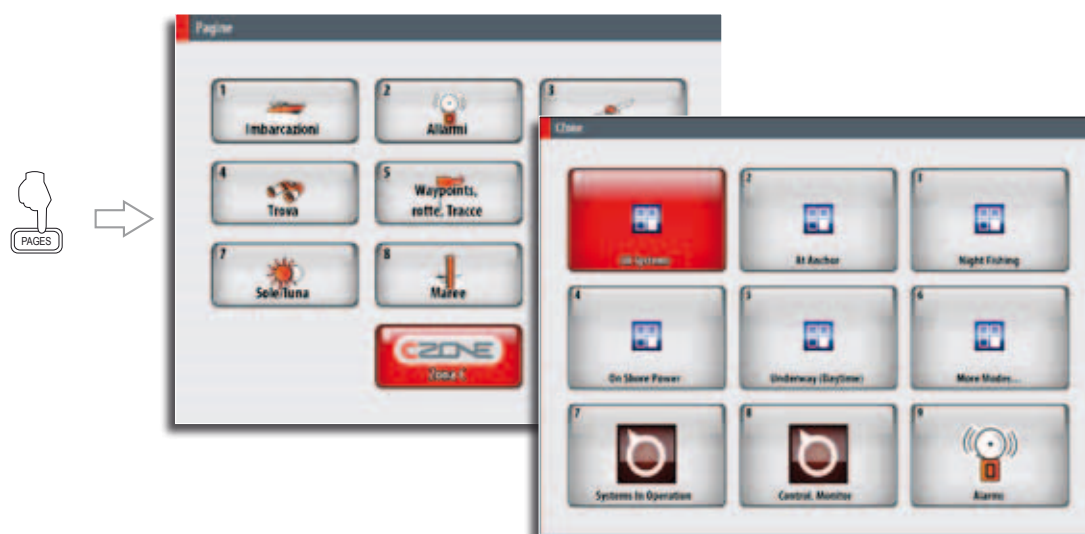 PAGES
Pagine
1
Imbarcazioni
2
Allarmi
3
4
Trova
5
Waypoints,
rotte, Tracce
7
Sole/Luna
8
Maree
CZONE
CZone
2
At Anchor
Night Fishing
4
On Shore Power
5
Underway (Daytime)
6
More Modes...
7
Systems In Operation
8
Control, Monitor
9
Alarms